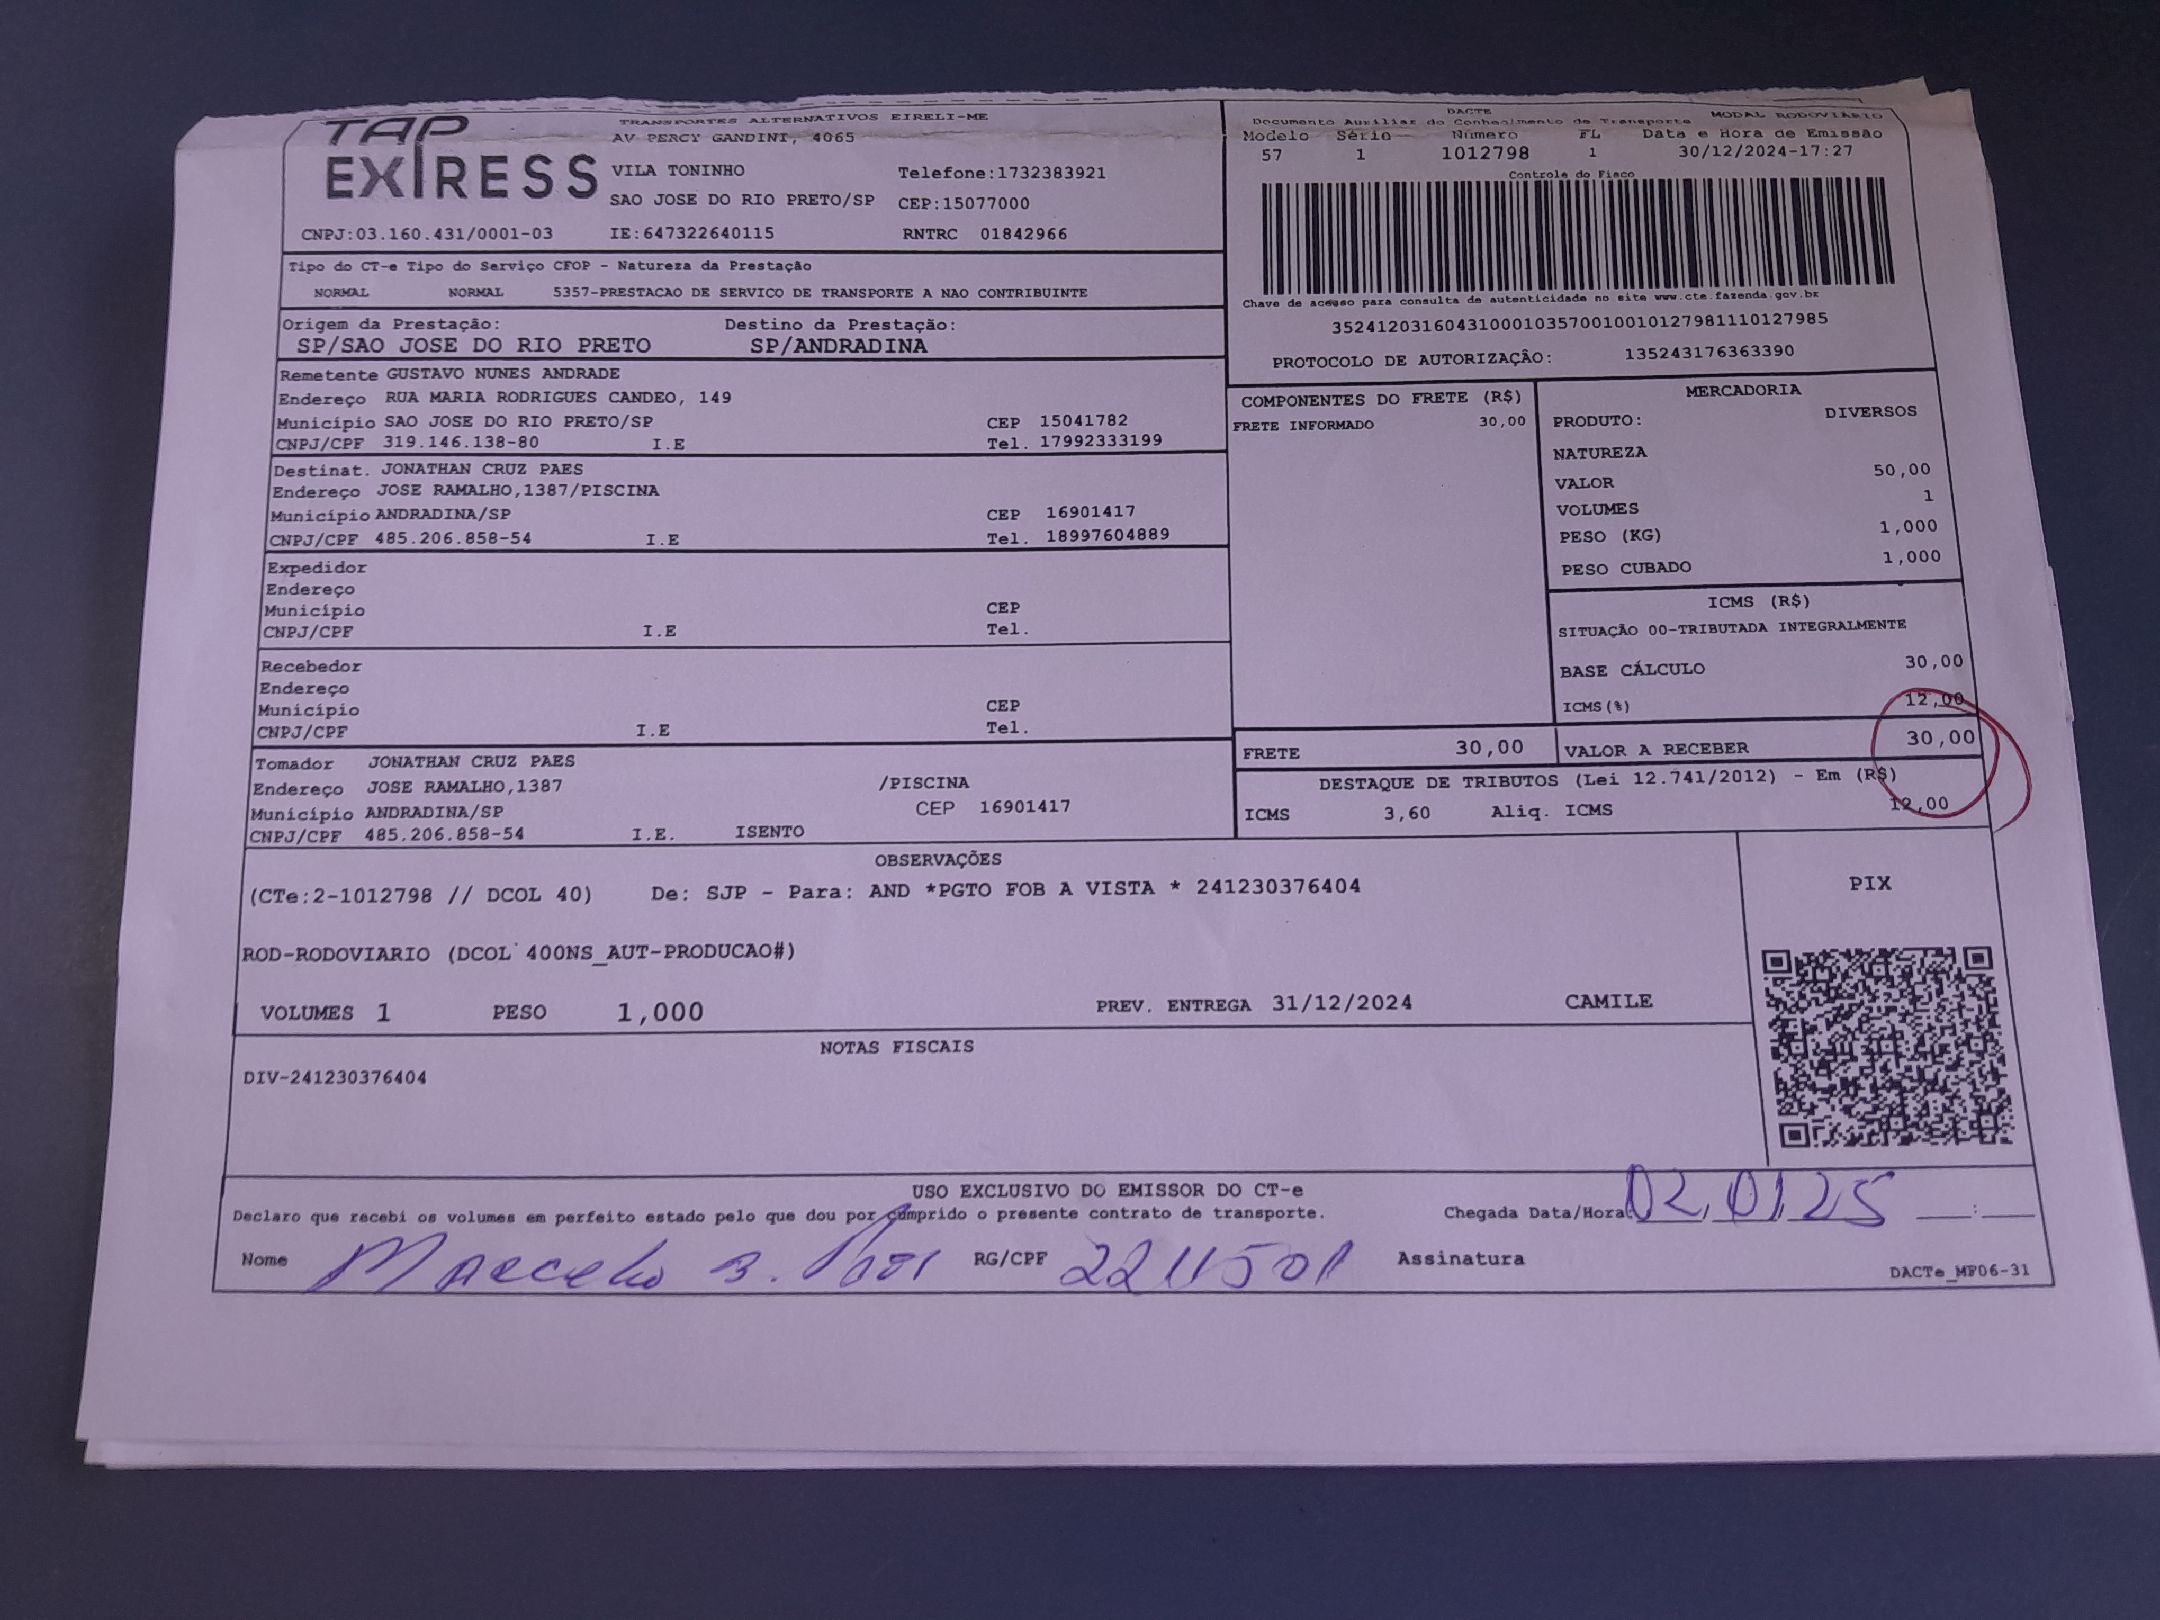 TAP EXPRESS
TRANSPORTES ALTERNATIVOS EIRELI-ME
AV PERCY GANDINI, 4065
VILA TONINHO Telefone:1732383921
SAO JOSE DO RIO PRETO/SP CEP:15077000
CNPJ:03.160.431/0001-03 IE:647322640115 RNTRC 01842966
DACTE MODAL RODOVIÁRIO
Documento Auxiliar do Conhecimento de Transporte
Modelo Série Número FL Data e Hora de Emissão
57 1 1012798 1 30/12/2024-17:27
Controle do Fisco
Chave de acesso para consulta de autenticidade no site www.cte.fazenda.gov.br
35241203160431000103570010010127981110127985
PROTOCOLO DE AUTORIZAÇÃO: 135243176363390
Tipo do CT-e Tipo do Serviço CFOP - Natureza da Prestação
NORMAL NORMAL 5357-PRESTACAO DE SERVICO DE TRANSPORTE A NAO CONTRIBUINTE
Origem da Prestação: Destino da Prestação:
SP/SAO JOSE DO RIO PRETO SP/ANDRADINA
Remetente GUSTAVO NUNES ANDRADE
Endereço RUA MARIA RODRIGUES CANDEO, 149
Município SAO JOSE DO RIO PRETO/SP CEP 15041782
CNPJ/CPF 319.146.138-80 I.E Tel. 17992333199
Destinat. JONATHAN CRUZ PAES
Endereço JOSE RAMALHO,1387/PISCINA
Município ANDRADINA/SP CEP 16901417
CNPJ/CPF 485.206.858-54 I.E Tel. 18997604889
Expedidor
Endereço
Município CEP
CNPJ/CPF I.E Tel.
Recebedor
Endereço
Município CEP
CNPJ/CPF I.E Tel.
Tomador JONATHAN CRUZ PAES
Endereço JOSE RAMALHO,1387 /PISCINA
Município ANDRADINA/SP CEP 16901417
CNPJ/CPF 485.206.858-54 I.E. ISENTO
COMPONENTES DO FRETE (R$)
FRETE INFORMADO 30,00
MERCADORIA
PRODUTO: DIVERSOS
NATUREZA
VALOR 50,00
VOLUMES 1
PESO (KG) 1,000
PESO CUBADO 1,000
ICMS (R$)
SITUAÇÃO 00-TRIBUTADA INTEGRALMENTE
BASE CÁLCULO 30,00
ICMS(%) 12,00
FRETE 30,00 VALOR A RECEBER 30,00
DESTAQUE DE TRIBUTOS (Lei 12.741/2012) - Em (R$)
ICMS 3,60 Aliq. ICMS 12,00
OBSERVAÇÕES
(CTe:2-1012798 // DCOL 40) De: SJP - Para: AND *PGTO FOB A VISTA * 241230376404
ROD-RODOVIARIO (DCOL 400NS_AUT-PRODUCAO#)
VOLUMES 1 PESO 1,000 PREV. ENTREGA 31/12/2024 CAMILE
PIX
NOTAS FISCAIS
DIV-241230376404
USO EXCLUSIVO DO EMISSOR DO CT-e
Declaro que recebi os volumes em perfeito estado pelo que dou por cumprido o presente contrato de transporte. Chegada Data/Hora: 02,01,25 :
Nome Marcelo B. RG/CPF 2211501 Assinatura
DACTe_MF06-31